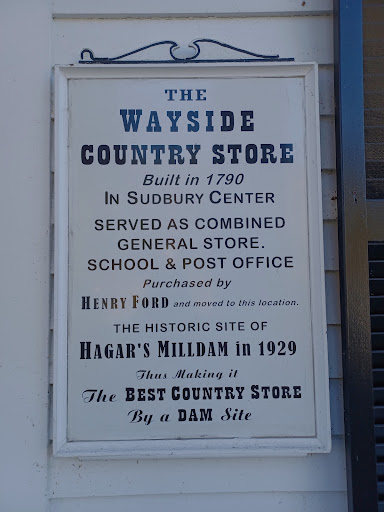 THE
WAYSIDE
COUNTRY STORE
Built in 1790
IN SUDBURY CENTER
SERVED AS COMBINED
GENERAL STORE.
SCHOOL & POST OFFICE
Purchased by
HENRY FORD and moved to this location.
THE HISTORIC SITE OF
HAGAR'S MILLDAM in 1929
Thus Making it
The BEST COUNTRY STORE
By a DAM Site